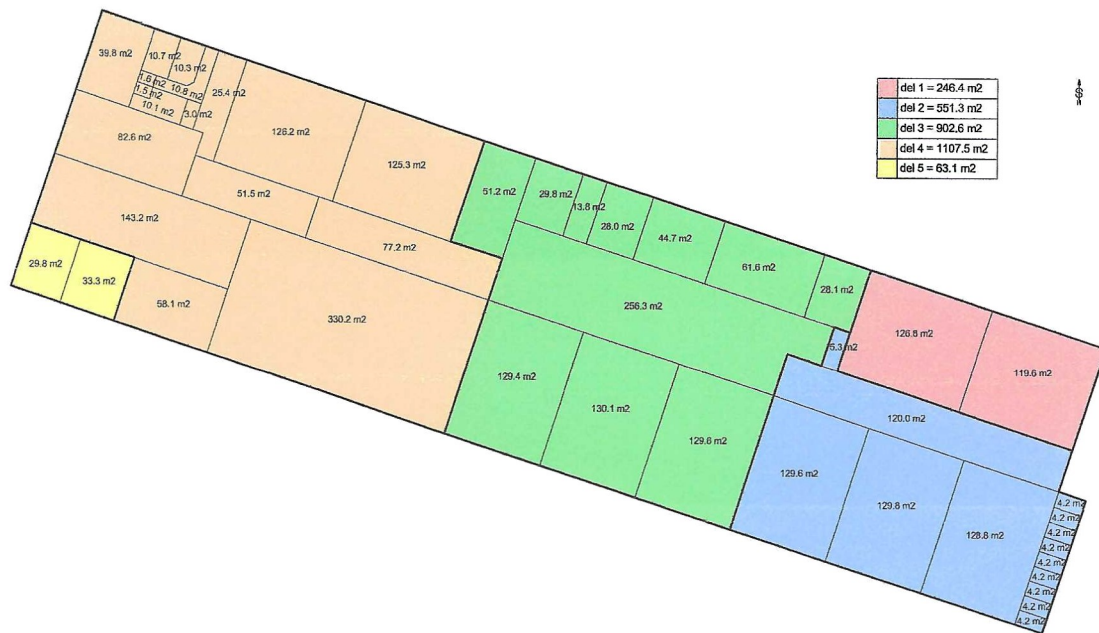 39.8 m2
10.7 m2
10.3 m2
1.6 m2
10.8 m2
1.5 m2
10.1 m2
3.0 m2
25.4 m2
126.2 m2
125.3 m2
82.6 m2
51.5 m2
143.2 m2
77.2 m2
29.8 m2
33.3 m2
58.1 m2
330.2 m2
51.2 m2
29.8 m2
13.8 m2
28.0 m2
44.7 m2
61.6 m2
28.1 m2
256.3 m2
129.4 m2
130.1 m2
129.6 m2
5.3 m2
126.8 m2
119.6 m2
120.0 m2
129.6 m2
129.8 m2
128.8 m2
4.2 m2
4.2 m2
4.2 m2
4.2 m2
4.2 m2
4.2 m2
4.2 m2
4.2 m2
4.2 m2
del 1 = 246.4 m2
del 2 = 551.3 m2
del 3 = 902.6 m2
del 4 = 1107.5 m2
del 5 = 63.1 m2